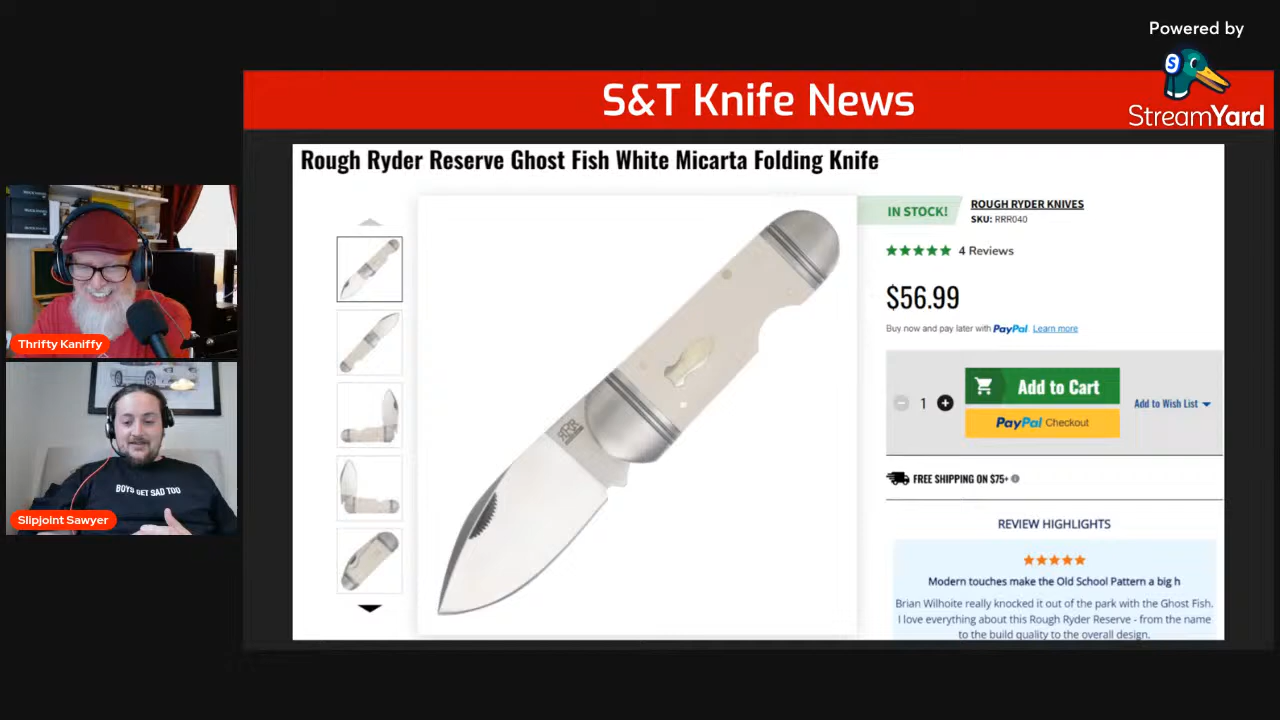 Powered by
StreamYard
S&T Knife News
Rough Ryder Reserve Ghost Fish White Micarta Folding Knife
IN STOCK!
ROUGH RYDER KNIVES
SKU: RRR040
4 Reviews
$56.99
Buy now and pay later with PayPal Learn more
1
Add to Cart
Add to Wish List
PayPal Checkout
FREE SHIPPING ON $75+
REVIEW HIGHLIGHTS
Modern touches make the Old School Pattern a big h
Brian Wilhoite really knocked it out of the park with the Ghost Fish.
I love everything about this Rough Ryder Reserve - from the name
to the build quality to the overall design.
Thrifty Kaniffy
BOYS GET SAD TOO
Slipjoint Sawyer